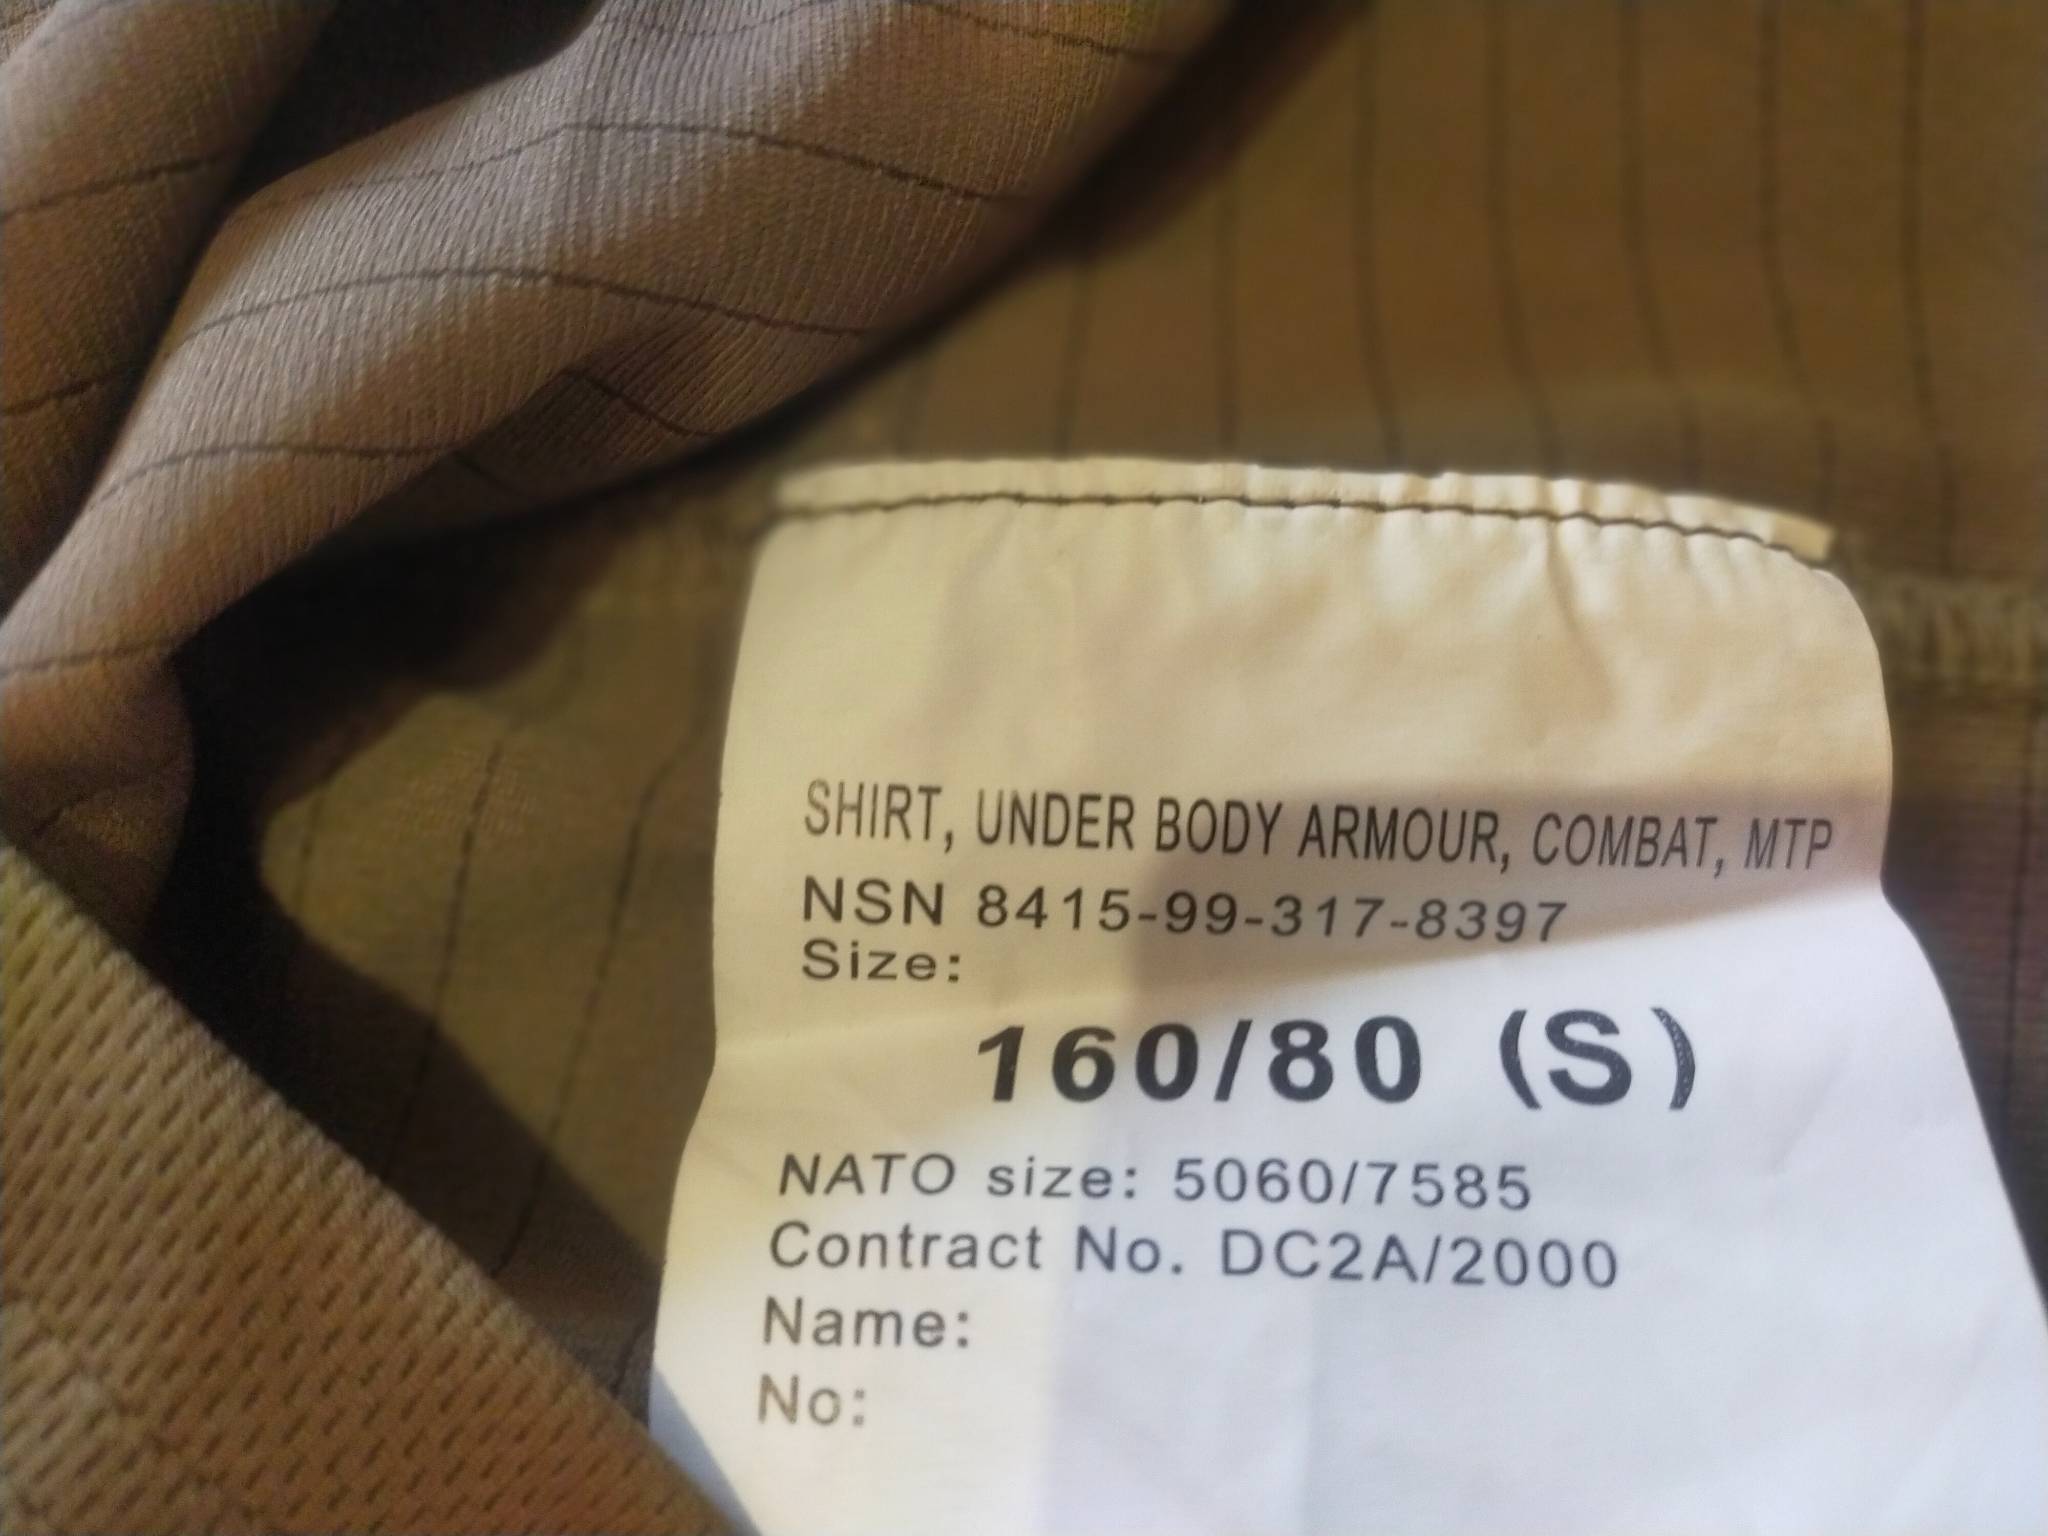 SHIRT, UNDER BODY ARMOUR, COMBAT, MTP
NSN 8415-99-317-8397
Size:
160/80 (S)
NATO size: 5060/7585
Contract No. DC2A/2000
Name:
No: